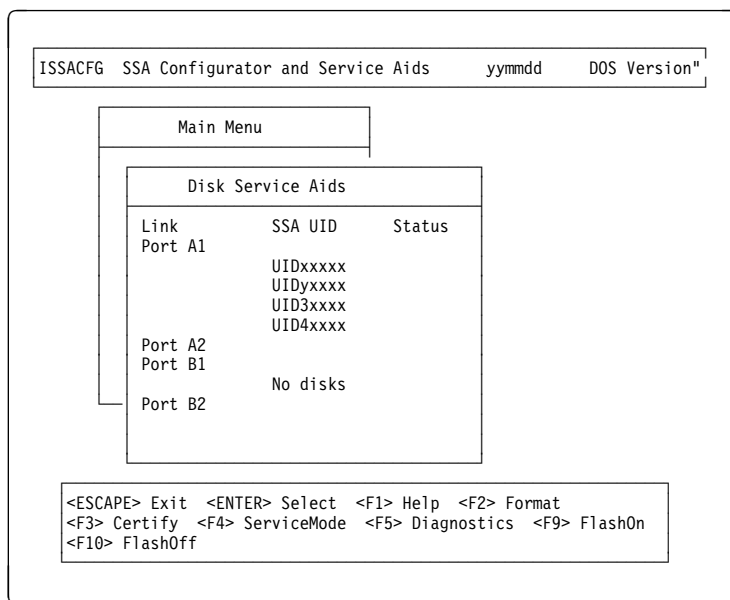 ISSACFG SSA Configurator and Service Aids yymmdd DOS Version"
Main Menu
Disk Service Aids
Link SSA UID Status
Port A1
UIDxxxxx
UIDyxxxx
UID3xxxx
UID4xxxx
Port A2
Port B1
No disks
Port B2
<ESCAPE> Exit <ENTER> Select <F1> Help <F2> Format
<F3> Certify <F4> ServiceMode <F5> Diagnostics <F9> FlashOn
<F10> FlashOff